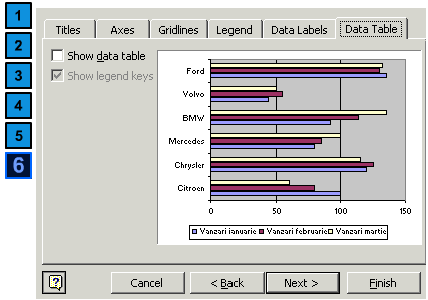 1
2
3
4
5
6
Titles Axes Gridlines Legend Data Labels Data Table
Show data table
Show legend keys
Ford
Volvo
BMW
Mercedes
Chrysler
Citroen
0 50 100 150
Vanzari ianuarie Vanzari februarie Vanzari martie
Cancel < Back Next > Finish